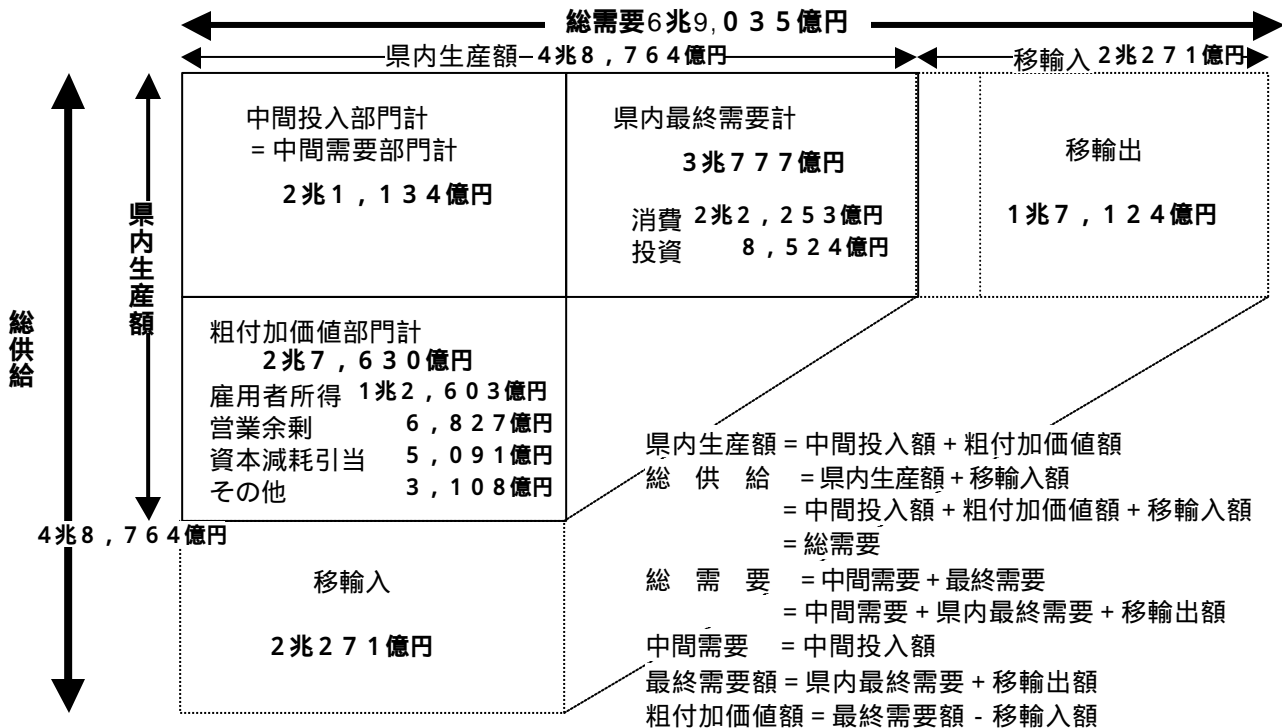 総需要6兆9,035億円
県内生産額 4兆8,764億円
移輸入 2兆271億円
中間投入部門計
=中間需要部門計
2兆1,134億円
県内最終需要計
3兆777億円
消費 2兆2,253億円
投資 8,524億円
移輸出
1兆7,124億円
県内生産額
総供給
粗付加価値部門計
2兆7,630億円
雇用者所得 1兆2,603億円
営業余剰 6,827億円
資本減耗引当 5,091億円
その他 3,108億円
4兆8,764億円
移輸入
2兆271億円
県内生産額=中間投入額+粗付加価値額
総 供 給 =県内生産額+移輸入額
=中間投入額+粗付加価値額+移輸入額
=総需要
総 需 要 =中間需要+最終需要
=中間需要+県内最終需要+移輸出額
中間需要 =中間投入額
最終需要額=県内最終需要+移輸出額
粗付加価値額=最終需要額-移輸入額